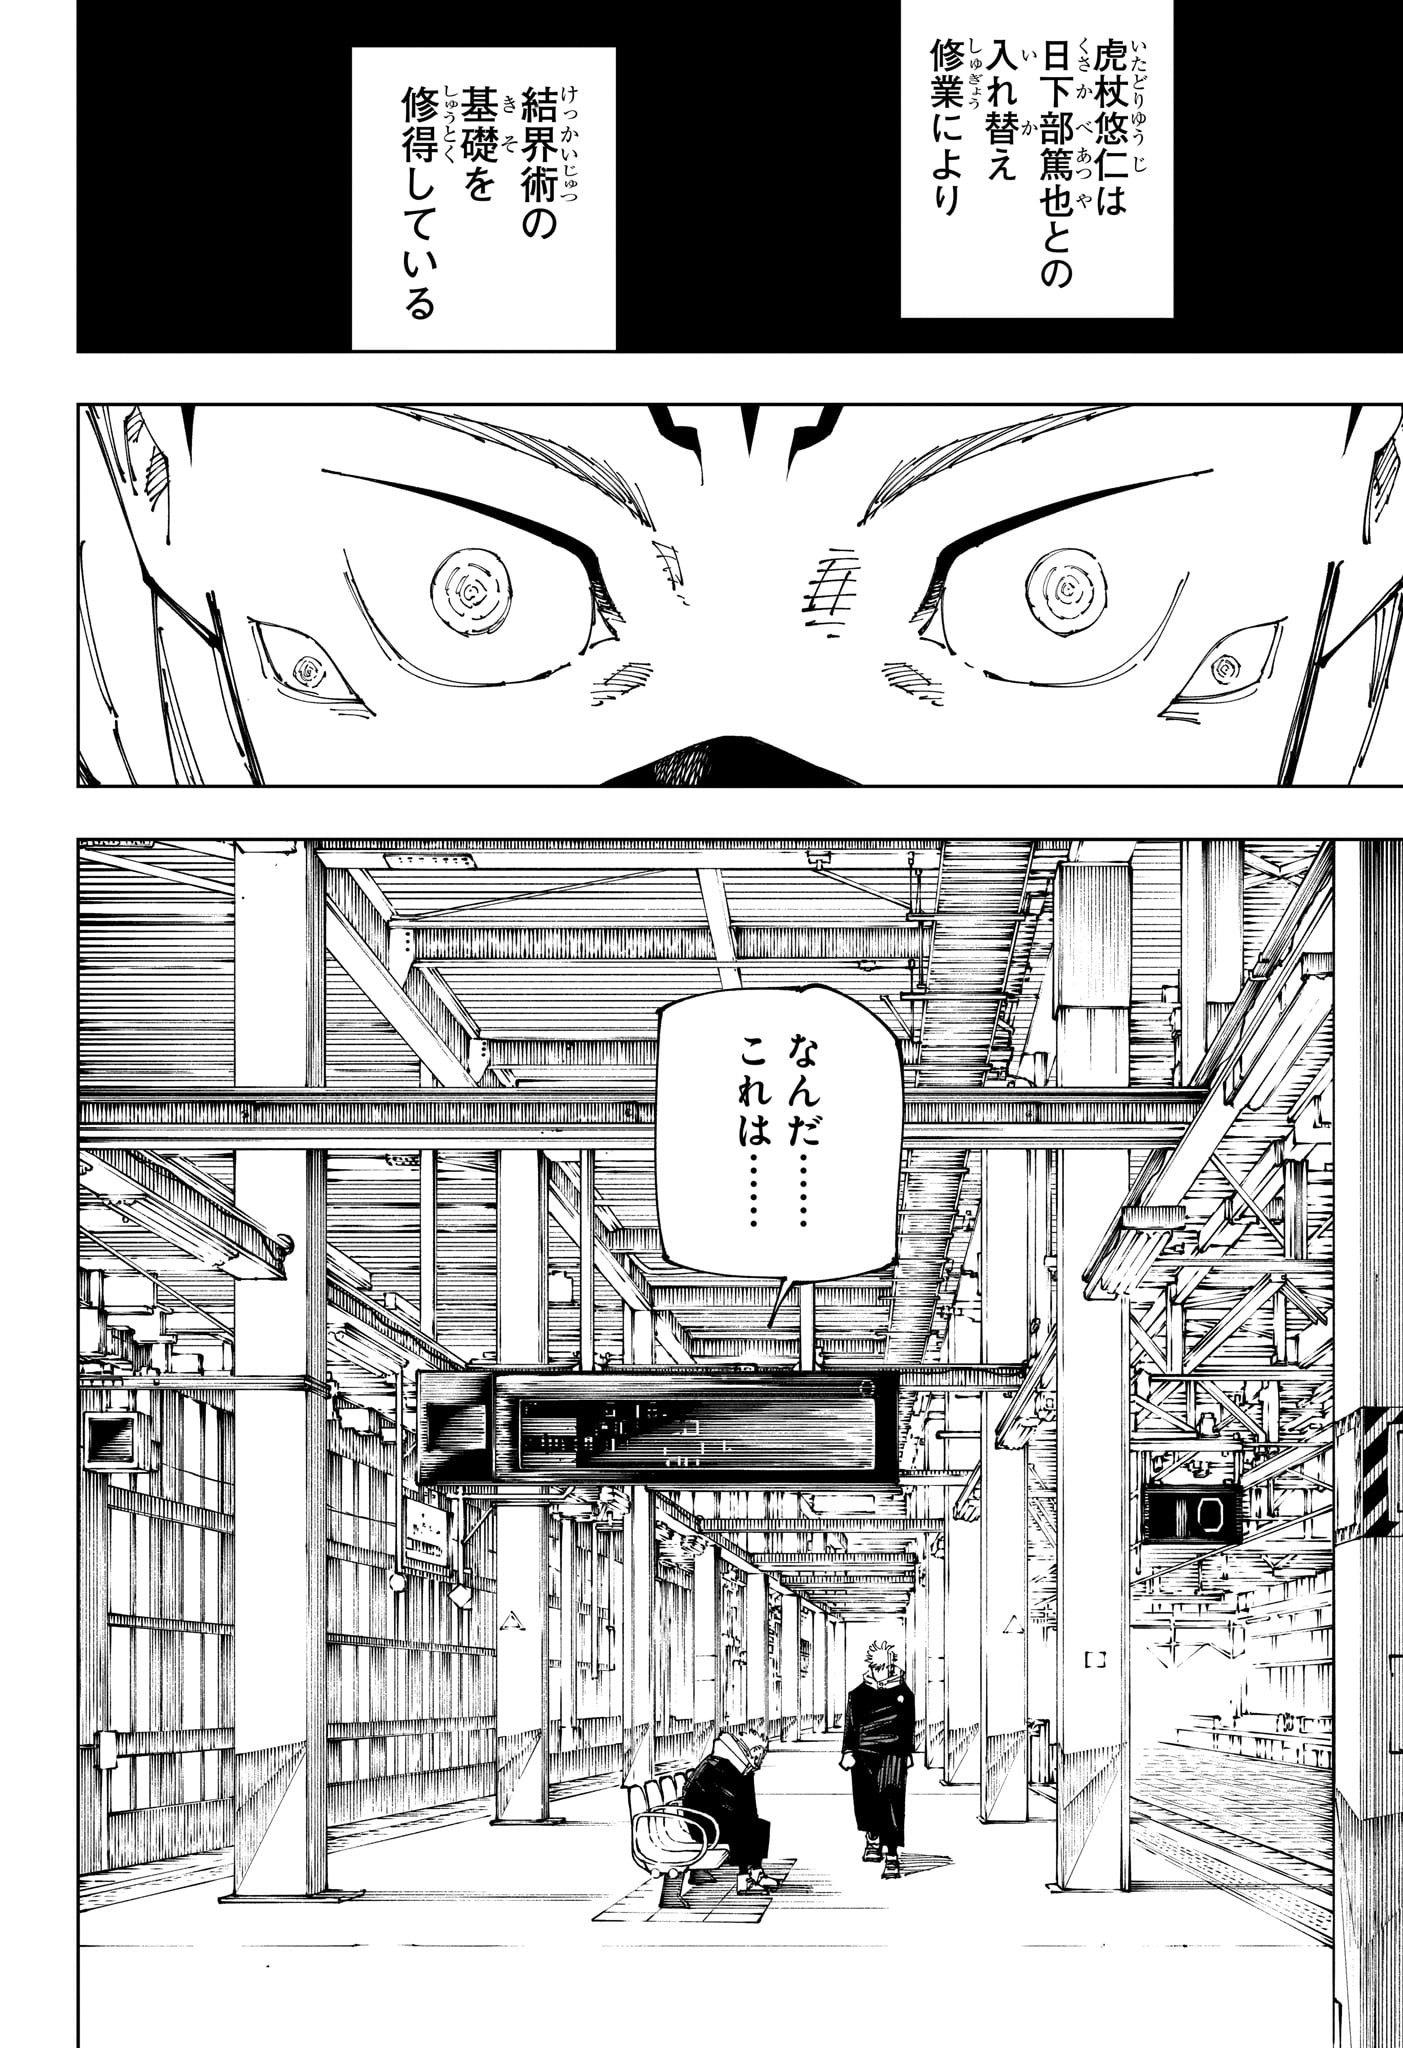 虎杖悠仁は
日下部篤也との
入れ替え
修業により
結界術の
基礎を
修得している
なんだ……
これは……